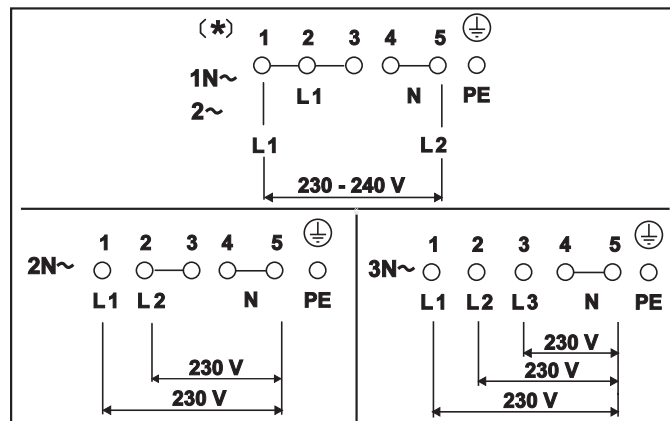 (*) 1 2 3 4 5
1N~ L1 N PE
2~
L1 L2
230 - 240 V
1 2 3 4 5
2N~
L1 L2 N PE
230 V
230 V
1 2 3 4 5
3N~
L1 L2 L3 N PE
230 V
230 V
230 V